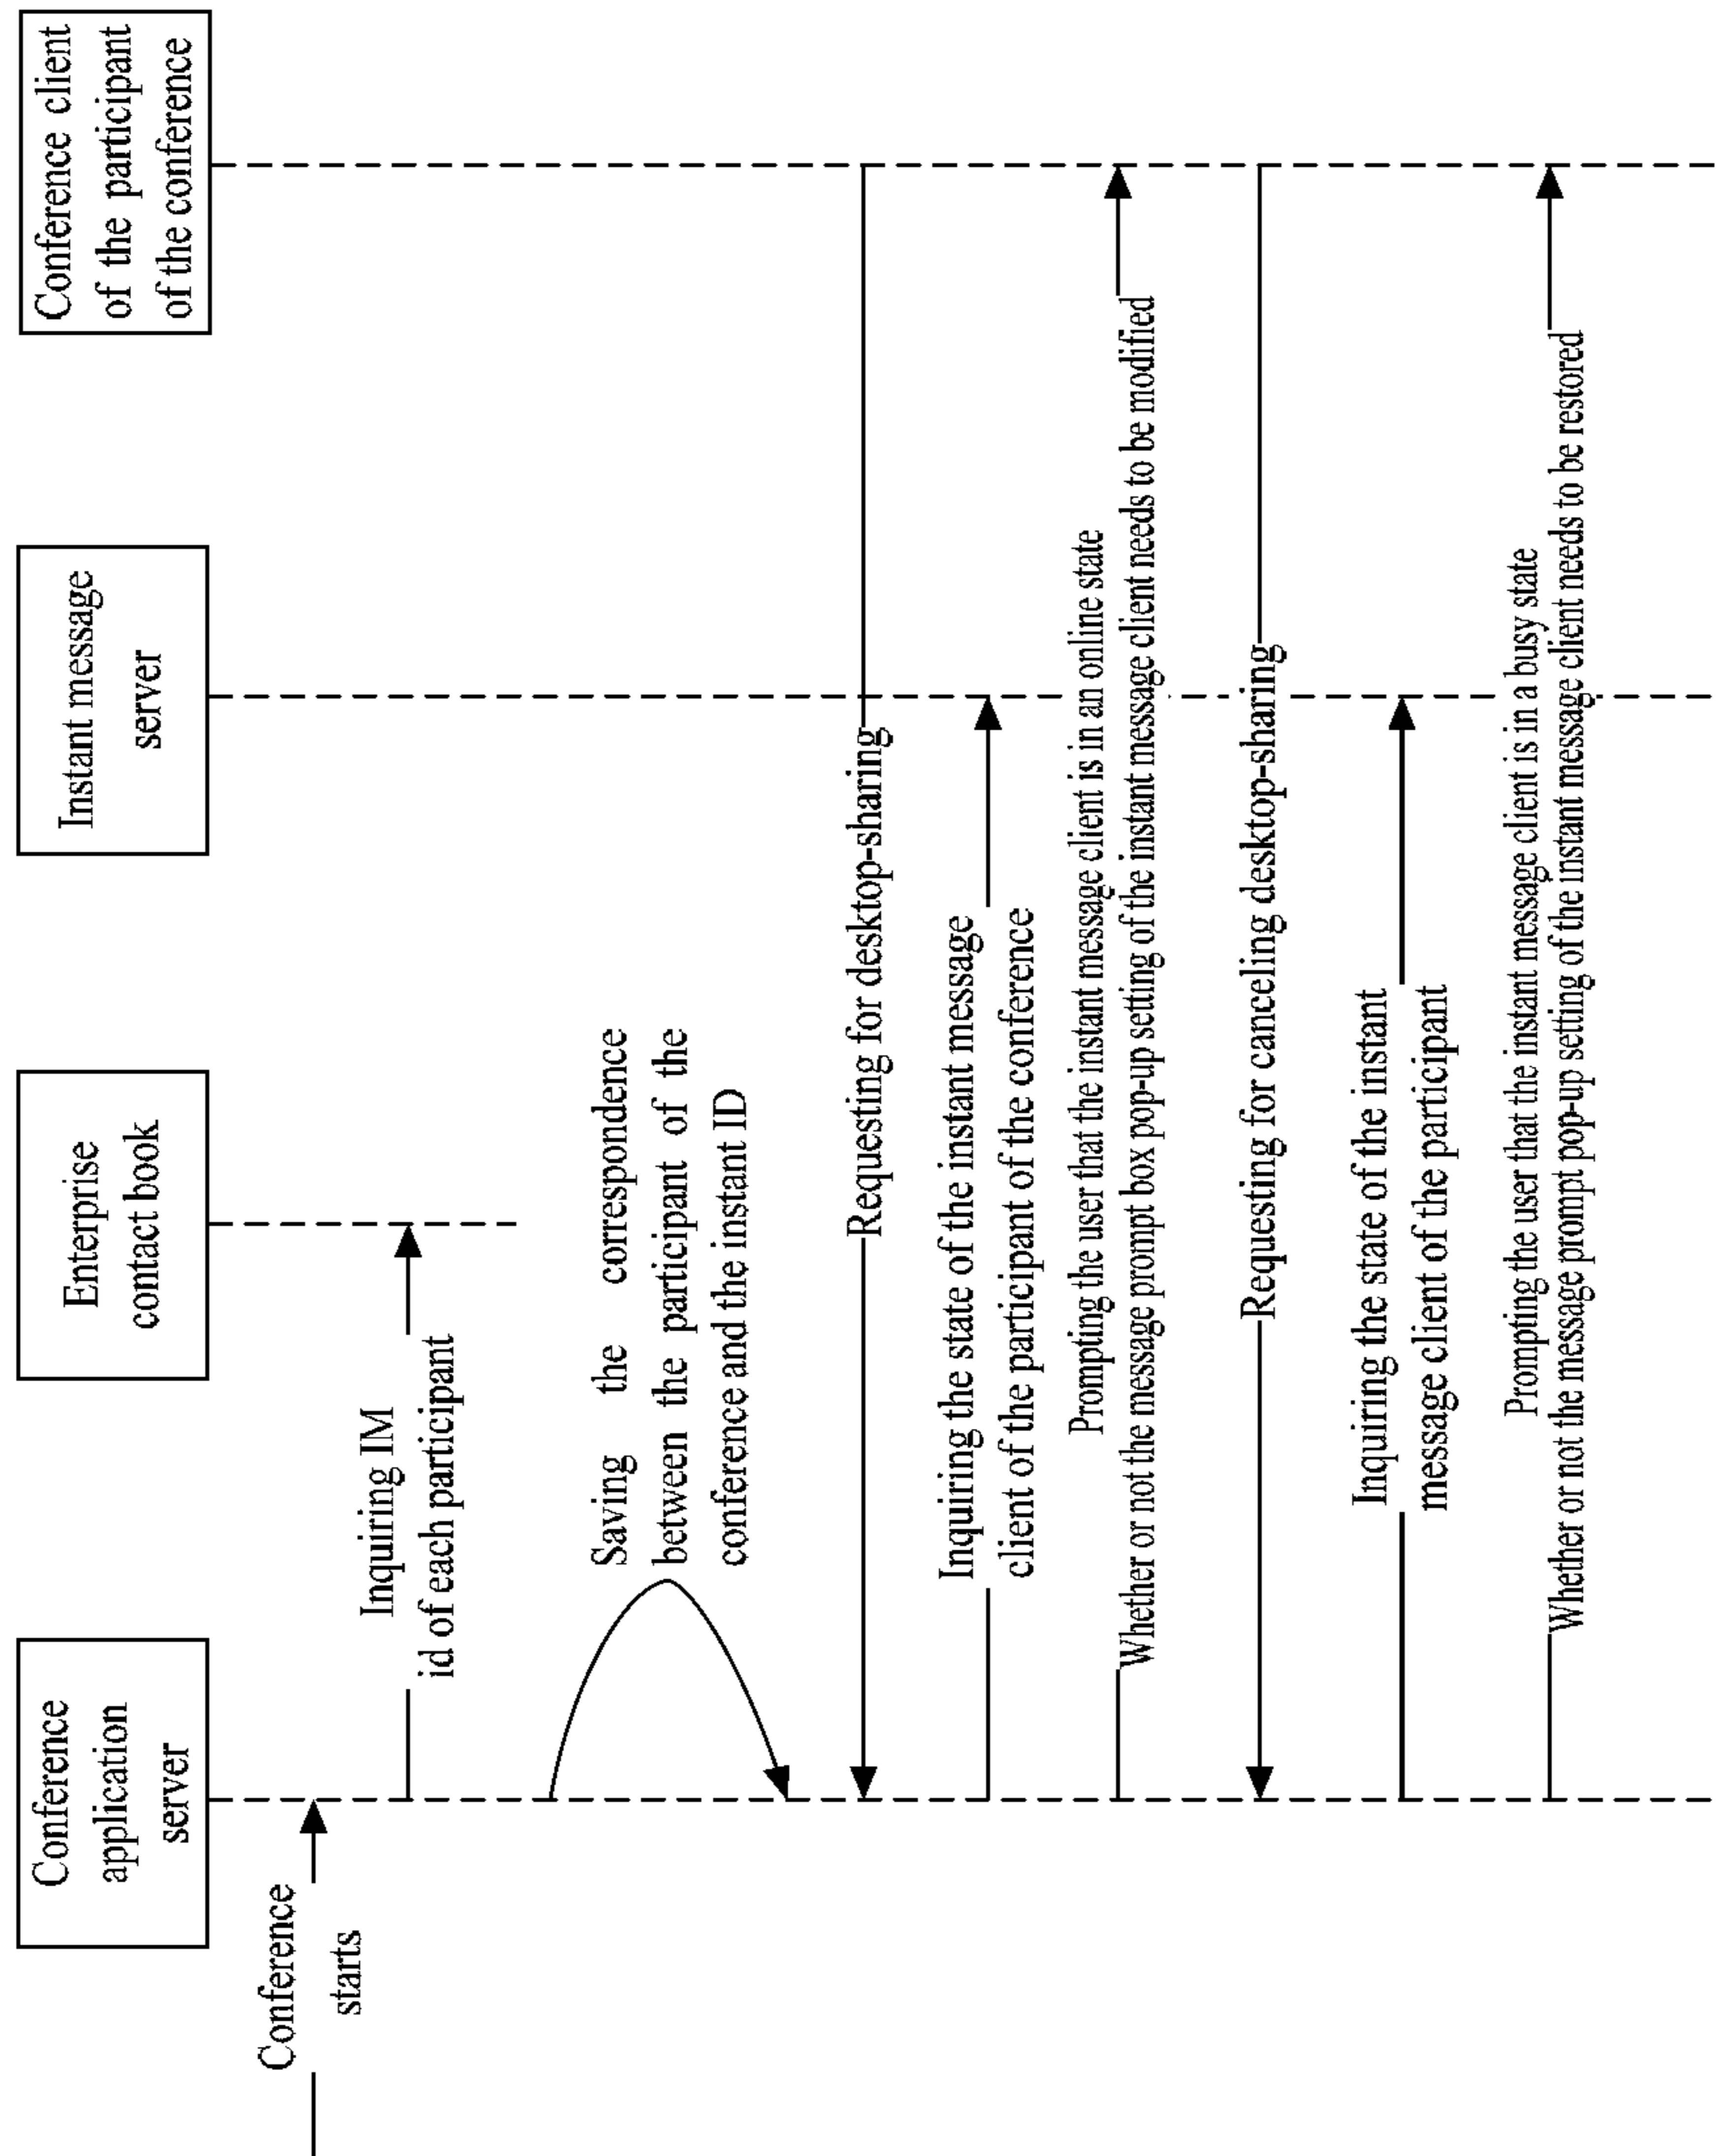 Conference
application
server
Enterprise
contact book
Instant message
server
Conference client
of the participant
of the conference
Conference
starts
Inquiring IM
id of each participant
Saving the correspondence
between the participant of the
conference and the instant ID
Requesting for desktop-sharing
Inquiring the state of the instant message
client of the participant of the conference
Prompting the user that the instant message client is in an online state
Whether or not the message prompt box pop-up setting of the instant message client needs to be modified
Requesting for canceling desktop-sharing
Inquiring the state of the instant
message client of the participant
Prompting the user that the instant message client is in a busy state
Whether or not the message prompt pop-up setting of the instant message client needs to be restored